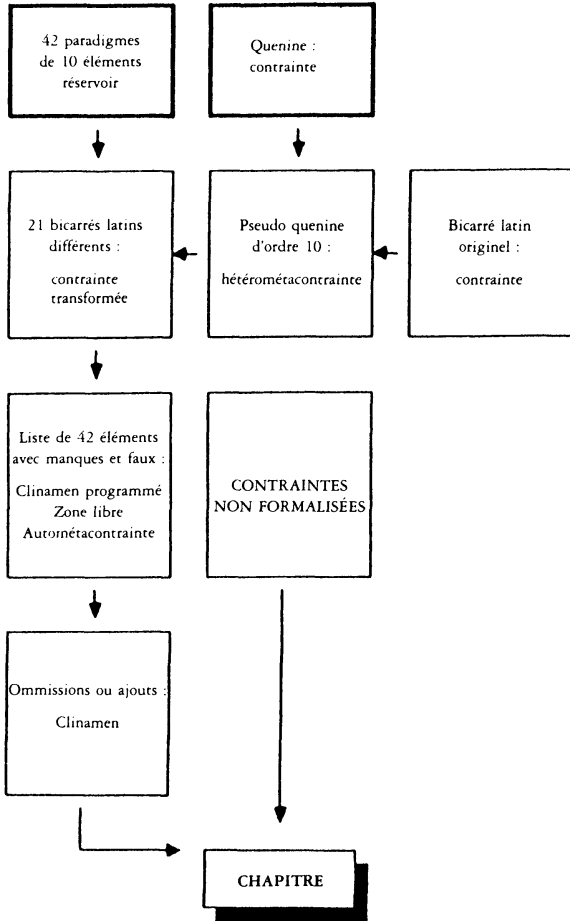 42 paradigmes
de 10 éléments
réservoir
Quenine :
contrainte
21 bicarrés latins
différents :
contrainte
transformée
Pseudo quenine
d'ordre 10 :
hétérométacontrainte
Bicarré latin
originel :
contrainte
Liste de 42 éléments
avec manques et faux :
Clinamen programmé
Zone libre
Autométacontrainte
CONTRAINTES
NON FORMALISÉES
Ommissions ou ajouts :
Clinamen
CHAPITRE